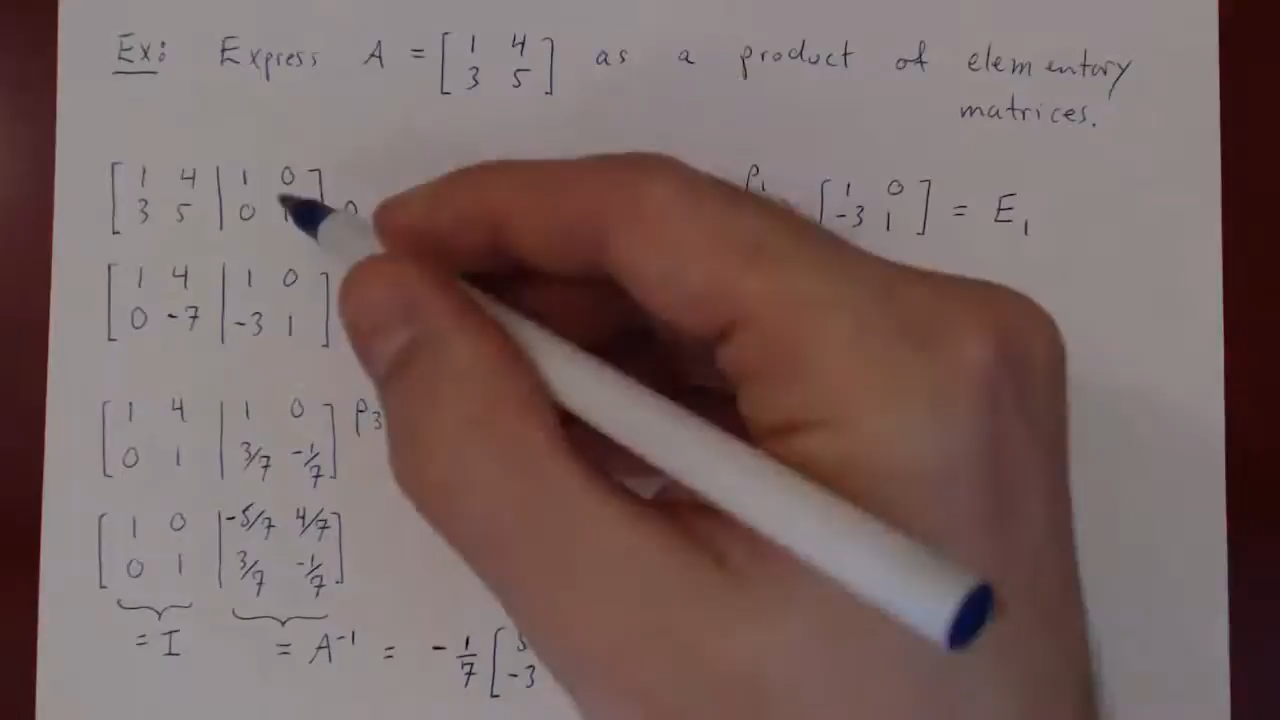 Ex: Express A = [ 1 4 ] as a product of elementary
[ 3 5 ]
matrices.
[ 1 4 | 1 0 ]
[ 3 5 | 0 1 ]
ρ1
[ 1 0 ] = E1
[ -3 1 ]
[ 1 4 | 1 0 ]
[ 0 -7 | -3 1 ]
[ 1 4 | 1 0 ] ρ3
[ 0 1 | 3/7 -1/7 ]
[ 1 0 | -5/7 4/7 ]
[ 0 1 | 3/7 -1/7 ]
= I = A⁻¹ = -1/7 [
-3